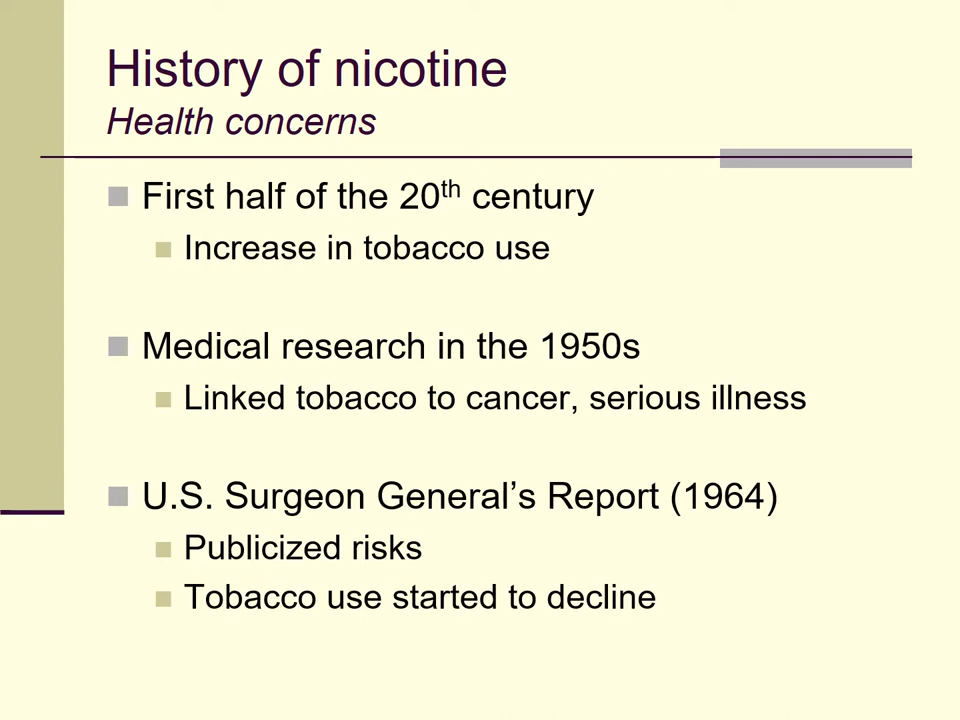 History of nicotine
Health concerns
First half of the 20th century
Increase in tobacco use
Medical research in the 1950s
Linked tobacco to cancer, serious illness
U.S. Surgeon General’s Report (1964)
Publicized risks
Tobacco use started to decline